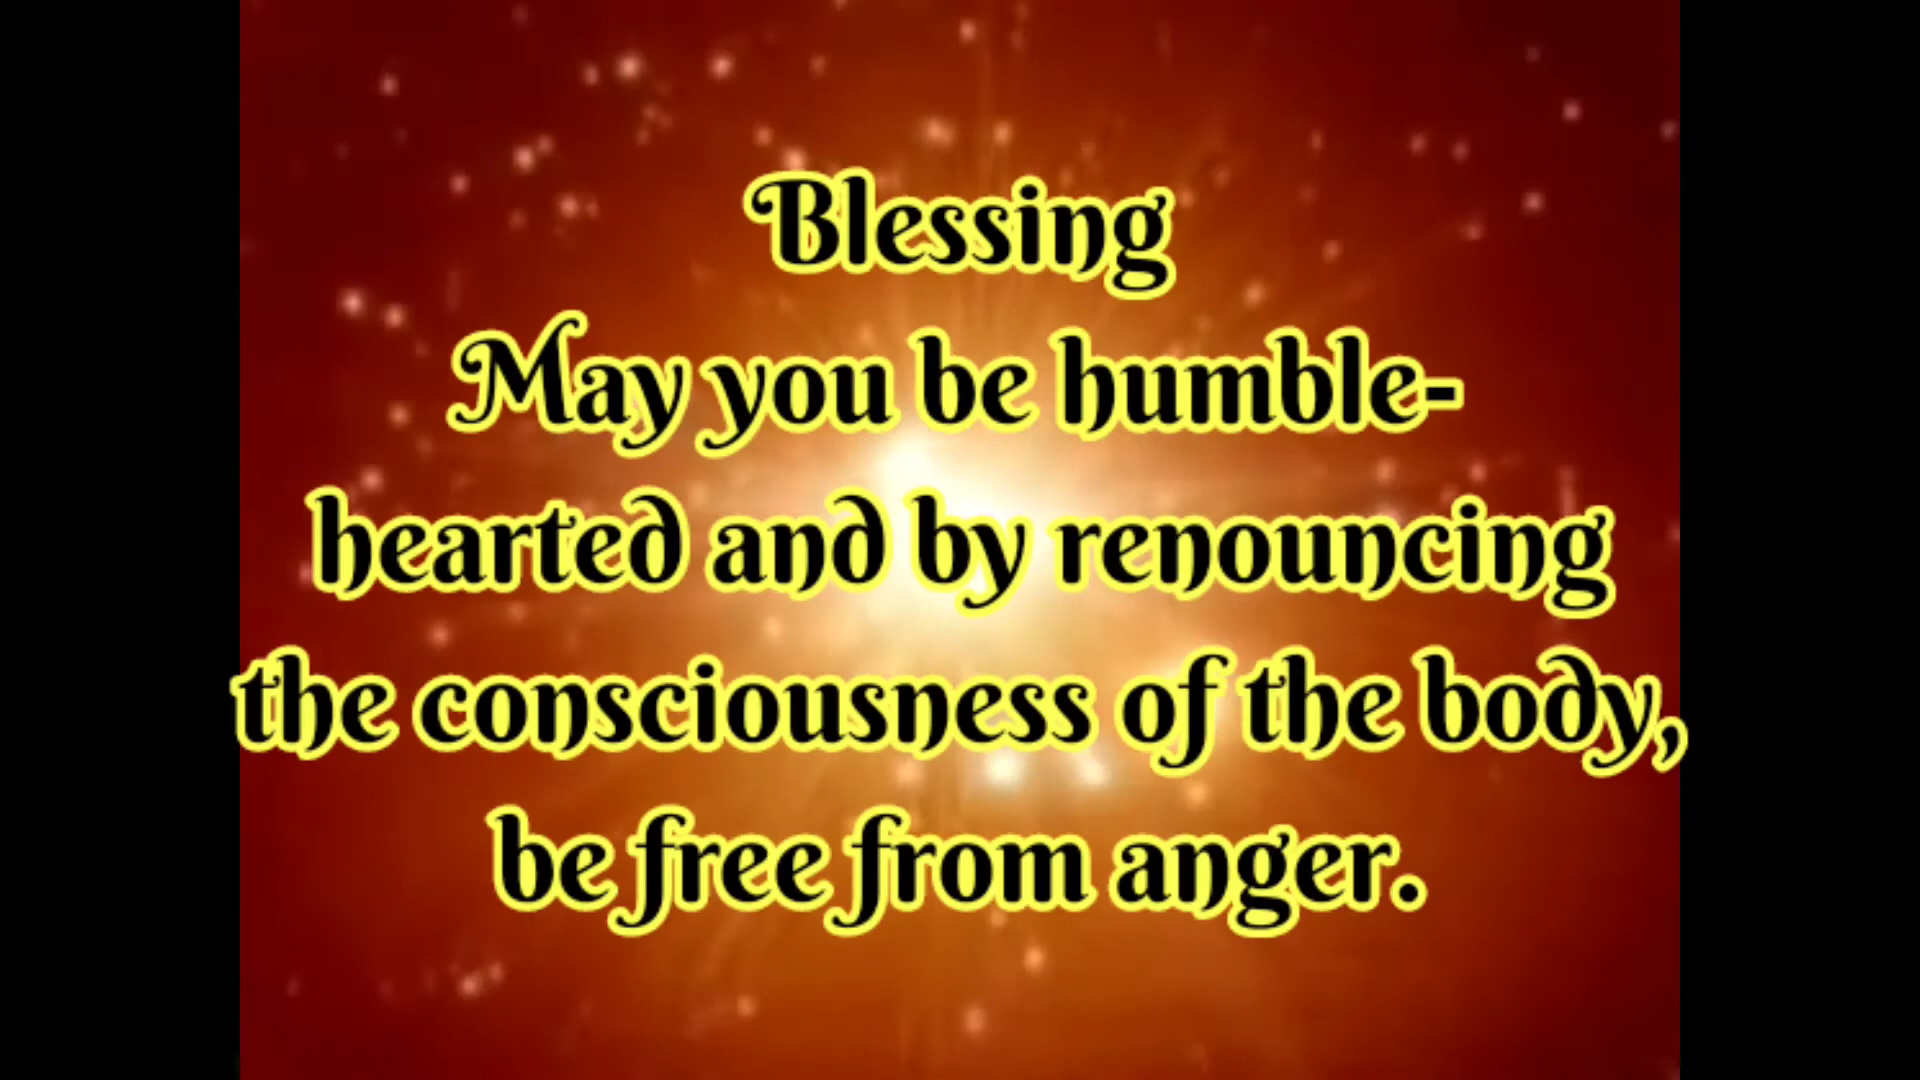 Blessing
May you be humble-
hearted and by renouncing
the consciousness of the body,
be free from anger.